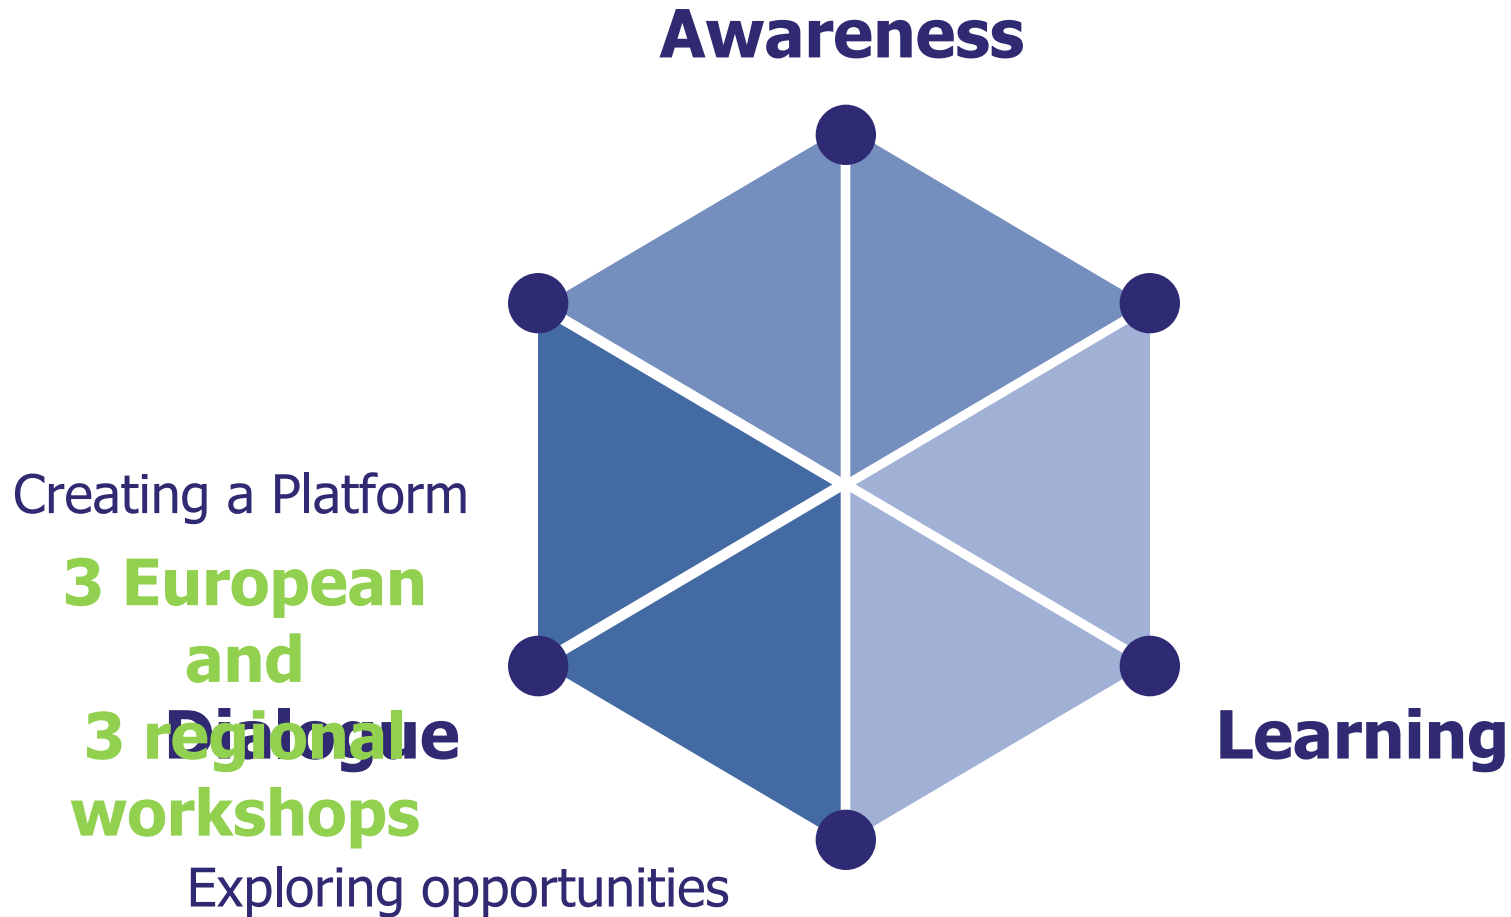 Awareness
Creating a Platform
3 European
and
3 regional
Dialogue
Learning
workshops
Exploring opportunities